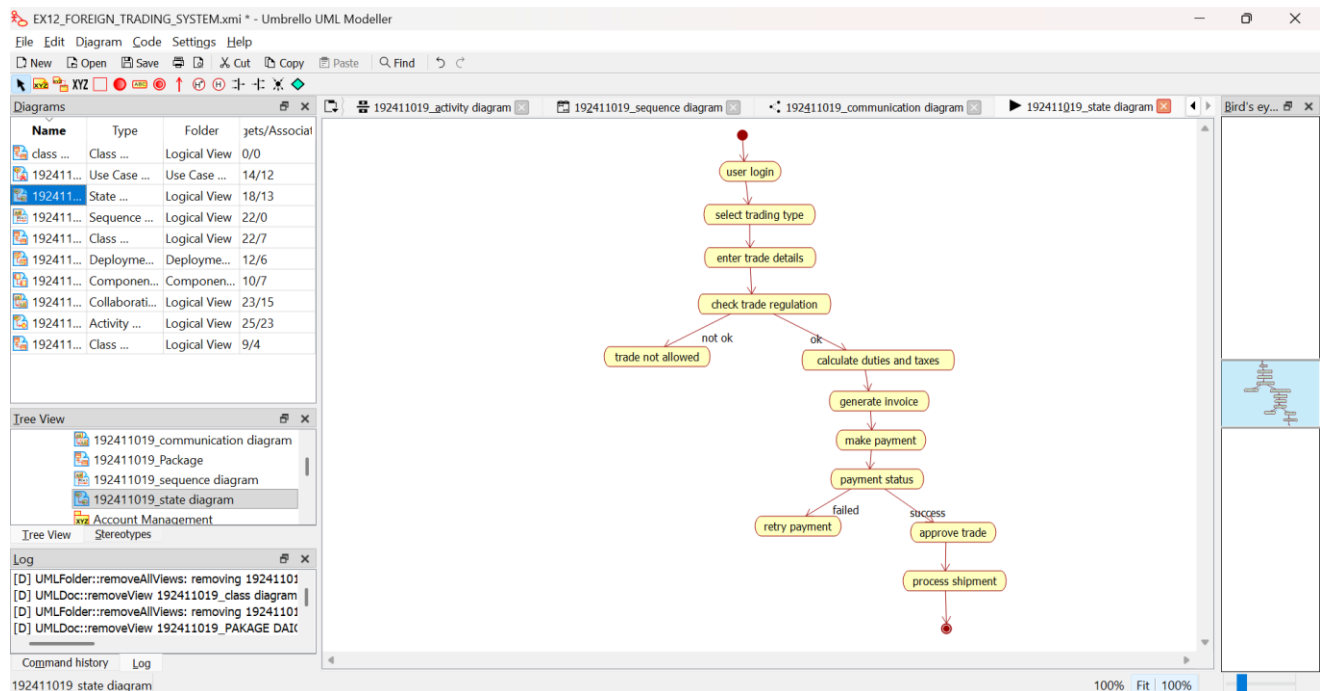 EX12_FOREIGN_TRADING_SYSTEM.xmi * - Umbrello UML Modeller
File Edit Diagram Code Settings Help
New Open Save Cut Copy Paste Find
XYZ XYZ ABC H* H
Diagrams
192411019_activity diagram 192411019_sequence diagram 192411019_communication diagram 192411019_state diagram
Bird's ey...
Name Type Folder gets/Associat
class ... Class ... Logical View 0/0
192411... Use Case ... Use Case ... 14/12
192411... State ... Logical View 18/13
192411... Sequence ... Logical View 22/0
192411... Class ... Logical View 22/7
192411... Deployme... Deployme... 12/6
192411... Componen... Componen... 10/7
192411... Collaborati... Logical View 23/15
192411... Activity ... Logical View 25/23
192411... Class ... Logical View 9/4
Tree View
192411019_communication diagram
192411019_Package
192411019_sequence diagram
192411019_state diagram
XYZ Account Management
Tree View Stereotypes
Log
[D] UMLFolder::removeAllViews: removing 19241101
[D] UMLDoc::removeView 192411019_class diagram
[D] UMLFolder::removeAllViews: removing 19241101
[D] UMLDoc::removeView 192411019_PAKAGE DAI(
Command history Log
192411019 state diagram
user login
select trading type
enter trade details
check trade regulation
not ok
ok
trade not allowed
calculate duties and taxes
generate invoice
make payment
payment status
failed
success
retry payment
approve trade
process shipment
100% Fit 100%